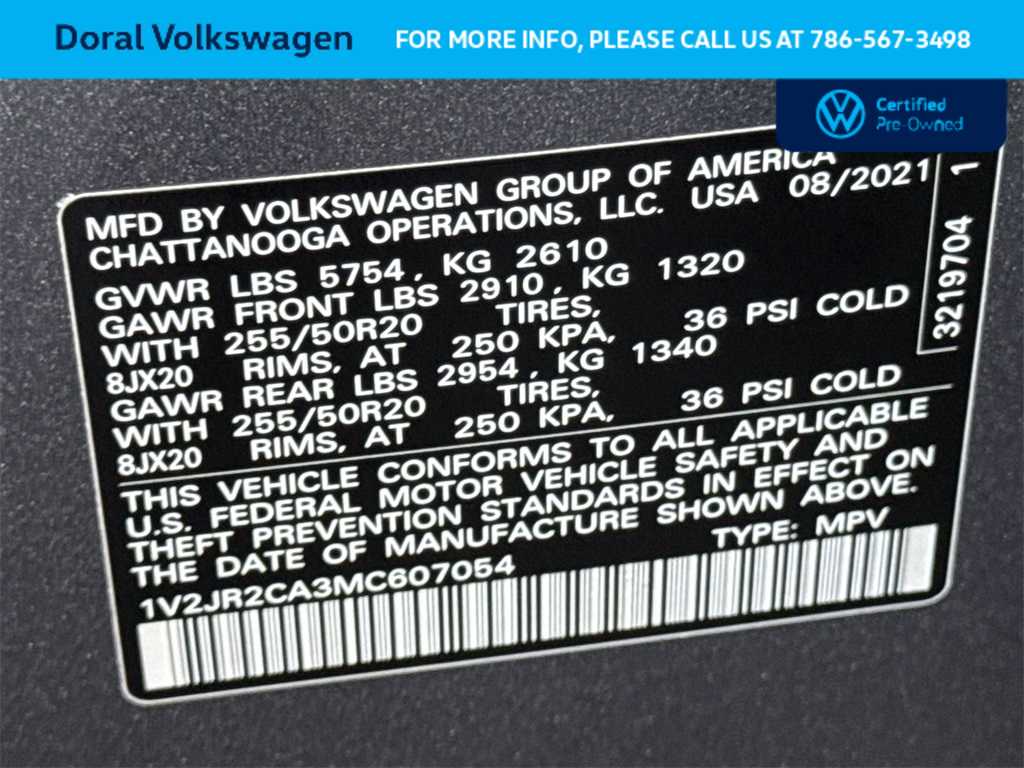 Doral Volkswagen
FOR MORE INFO, PLEASE CALL US AT 786-567-3498
Certified
Pre-Owned
MFD BY VOLKSWAGEN GROUP OF AMERICA
CHATTANOOGA OPERATIONS, LLC. USA 08/2021
GVWR LBS 5754, KG 2610
GAWR FRONT LBS 2910, KG 1320
WITH 255/50R20 TIRES,
8JX20 RIMS, AT 250 KPA, 36 PSI COLD
GAWR REAR LBS 2954, KG 1340
WITH 255/50R20 TIRES,
8JX20 RIMS, AT 250 KPA, 36 PSI COLD
3219704 1
THIS VEHICLE CONFORMS TO ALL APPLICABLE
U.S. FEDERAL MOTOR VEHICLE SAFETY AND
THEFT PREVENTION STANDARDS IN EFFECT ON
THE DATE OF MANUFACTURE SHOWN ABOVE.
TYPE: MPV
1V2JR2CA3MC607054